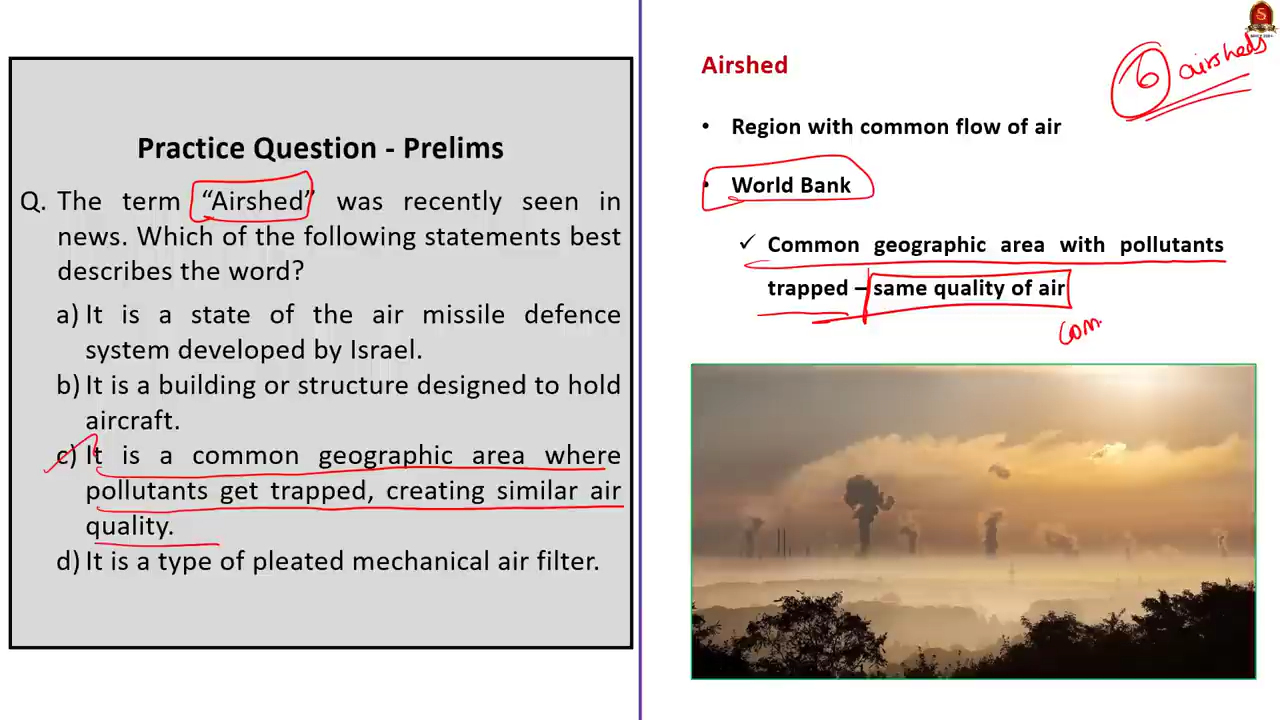 Practice Question - Prelims
Q. The term “Airshed” was recently seen in
news. Which of the following statements best
describes the word?
a) It is a state of the air missile defence
system developed by Israel.
b) It is a building or structure designed to hold
aircraft.
c) It is a common geographic area where
pollutants get trapped, creating similar air
quality.
d) It is a type of pleated mechanical air filter.
Airshed
6 airsheds
• Region with common flow of air
• World Bank
✓ Common geographic area with pollutants
trapped – same quality of air
com